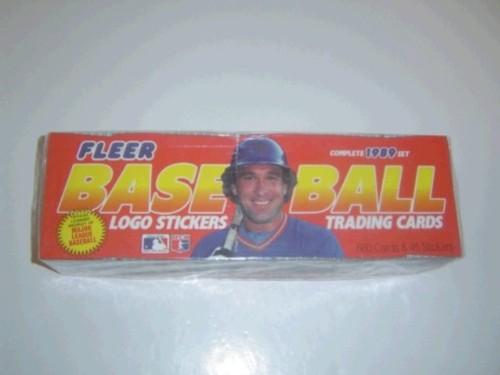 FLEER
COMPLETE 1989 SET
BASEBALL
LOGO STICKERS TRADING CARDS
MAJOR
LEAGUE
BASEBALL
660 Cards & 45 Stickers